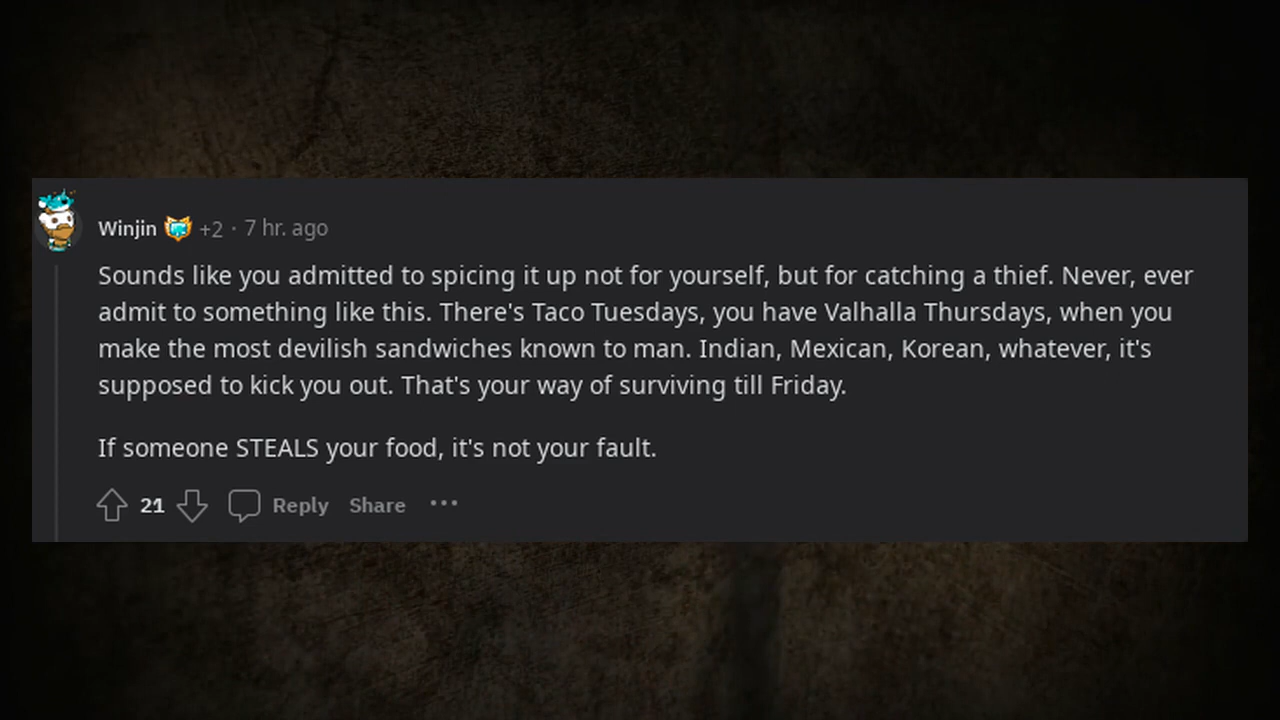 Winjin +2 · 7 hr. ago
Sounds like you admitted to spicing it up not for yourself, but for catching a thief. Never, ever
admit to something like this. There's Taco Tuesdays, you have Valhalla Thursdays, when you
make the most devilish sandwiches known to man. Indian, Mexican, Korean, whatever, it's
supposed to kick you out. That's your way of surviving till Friday.
If someone STEALS your food, it's not your fault.
21 Reply Share ···